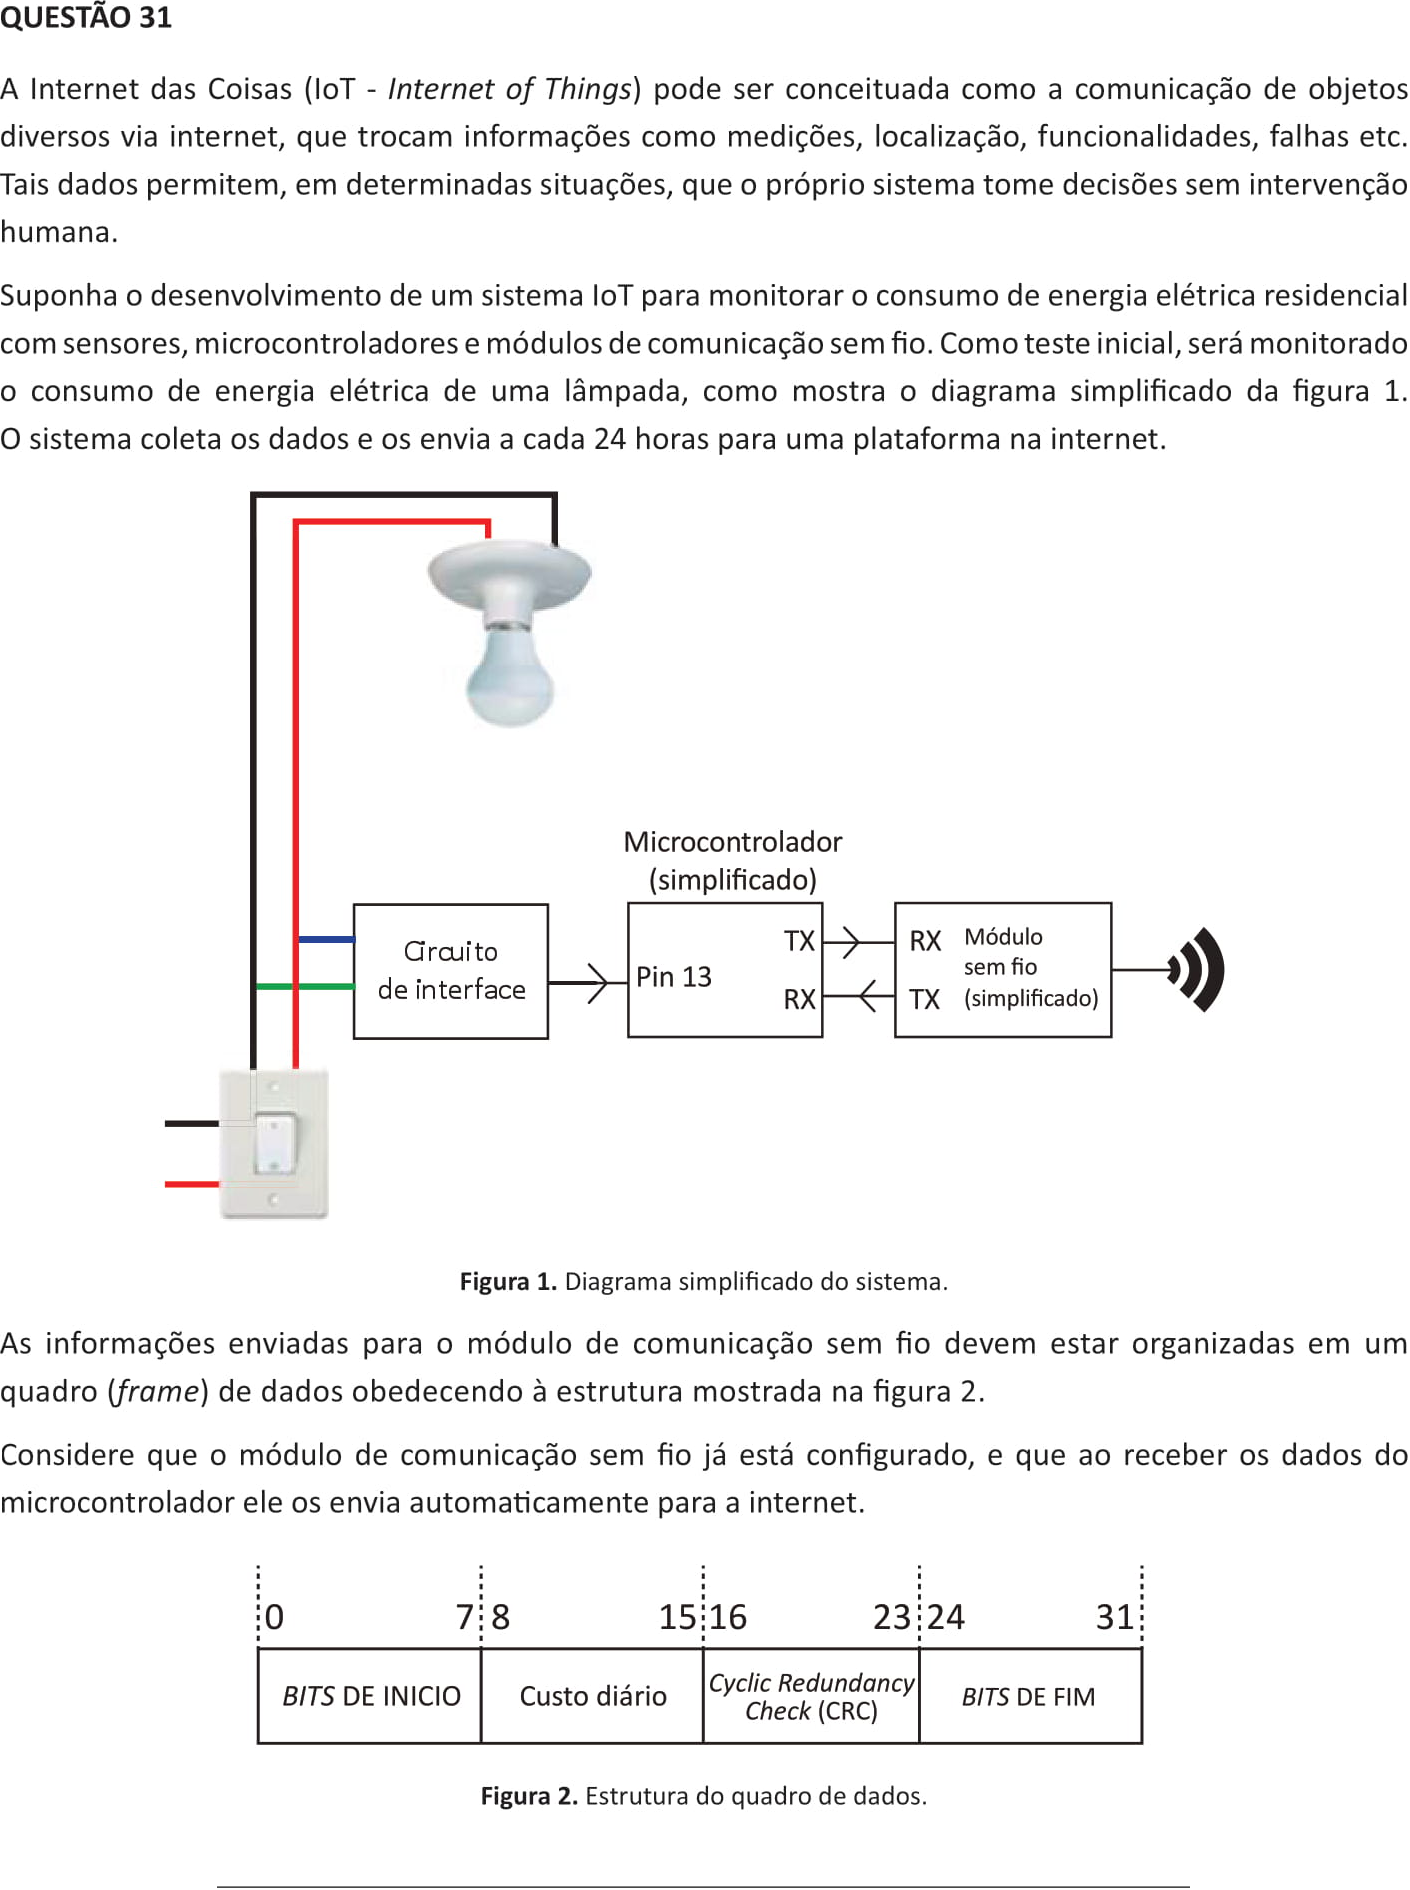 QUESTÃO 31
A Internet das Coisas (IoT - Internet of Things) pode ser conceituada como a comunicação de objetos
diversos via internet, que trocam informações como medições, localização, funcionalidades, falhas etc.
Tais dados permitem, em determinadas situações, que o próprio sistema tome decisões sem intervenção
humana.
Suponha o desenvolvimento de um sistema IoT para monitorar o consumo de energia elétrica residencial
com sensores, microcontroladores e módulos de comunicação sem fio. Como teste inicial, será monitorado
o consumo de energia elétrica de uma lâmpada, como mostra o diagrama simplificado da figura 1.
O sistema coleta os dados e os envia a cada 24 horas para uma plataforma na internet.
Microcontrolador
(simplificado)
Circuito
de interface
Pin 13
TX
RX
RX
TX
Módulo
sem fio
(simplificado)
Figura 1. Diagrama simplificado do sistema.
As informações enviadas para o módulo de comunicação sem fio devem estar organizadas em um
quadro (frame) de dados obedecendo à estrutura mostrada na figura 2.
Considere que o módulo de comunicação sem fio já está configurado, e que ao receber os dados do
microcontrolador ele os envia automaticamente para a internet.
0 7 8 15 16 23 24 31
BITS DE INICIO
Custo diário
Cyclic Redundancy
Check (CRC)
BITS DE FIM
Figura 2. Estrutura do quadro de dados.